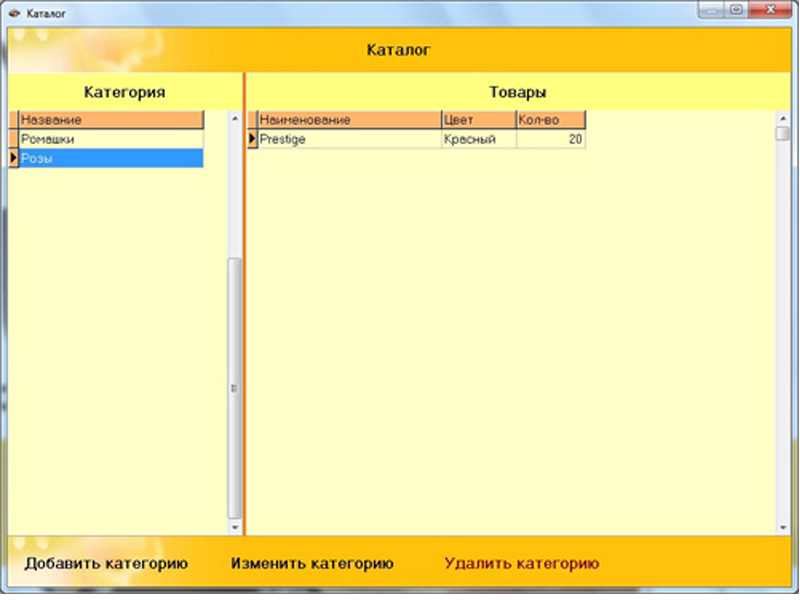 Каталог
Каталог
Категория
Товары
Название
Ромашки
Розы
Наименование Цвет Кол-во
Prestige Красный 20
Добавить категорию Изменить категорию Удалить категорию